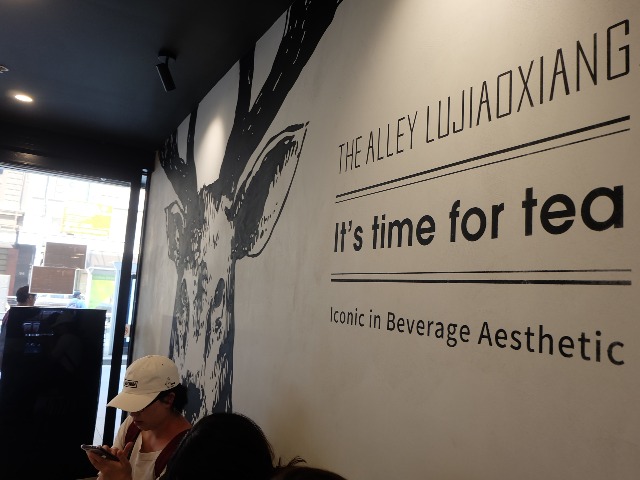 THE ALLEY LUJIAOXIANG
It's time for tea
Iconic in Beverage Aesthetic